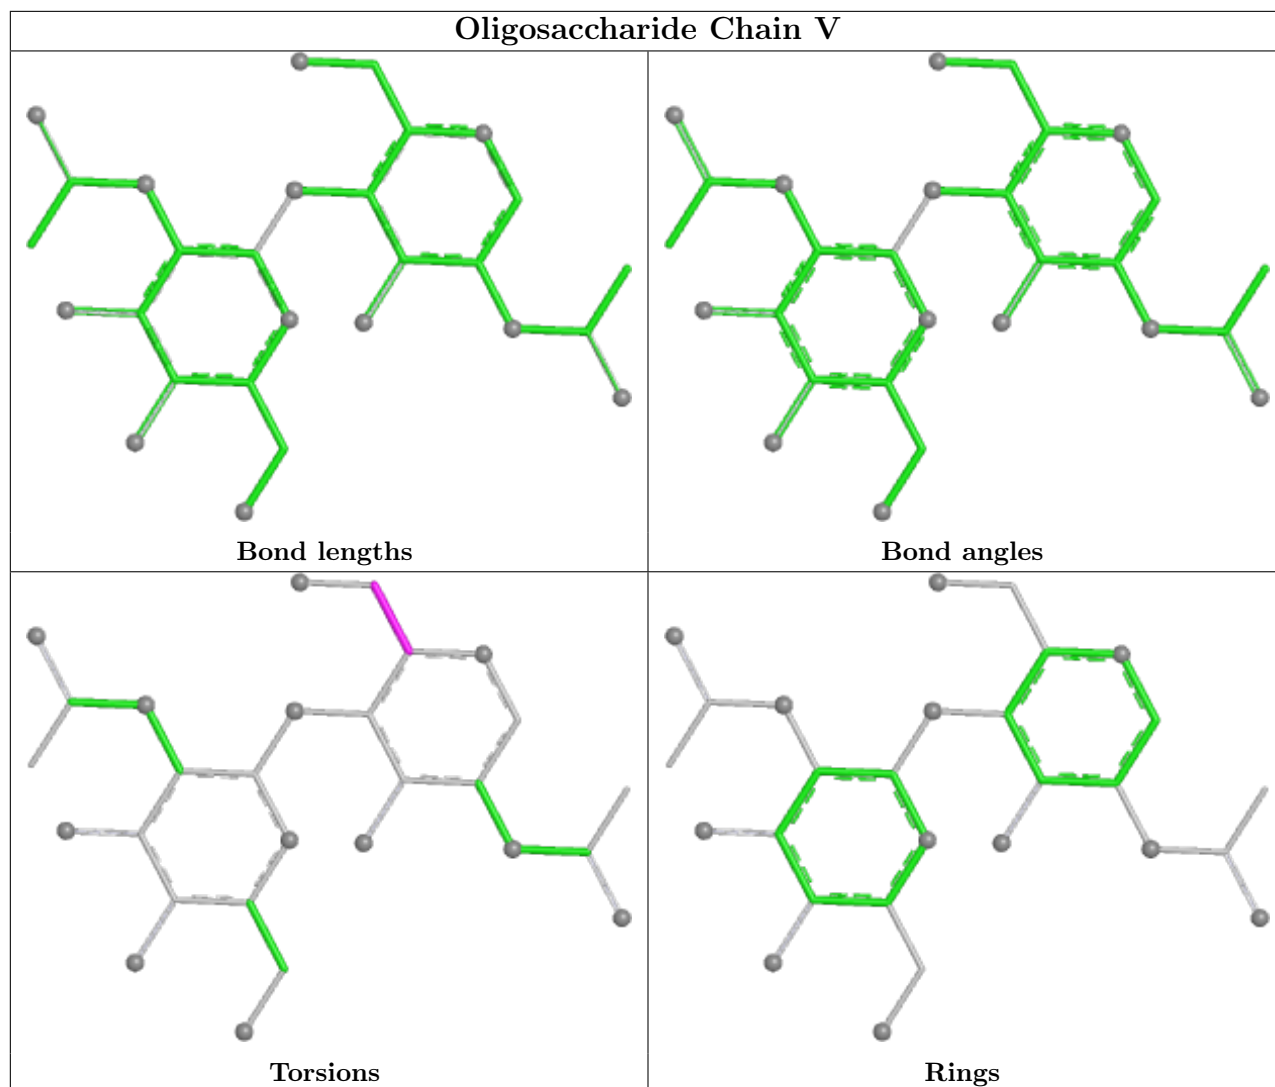 Oligosaccharide Chain V
Bond lengths
Bond angles
Torsions
Rings